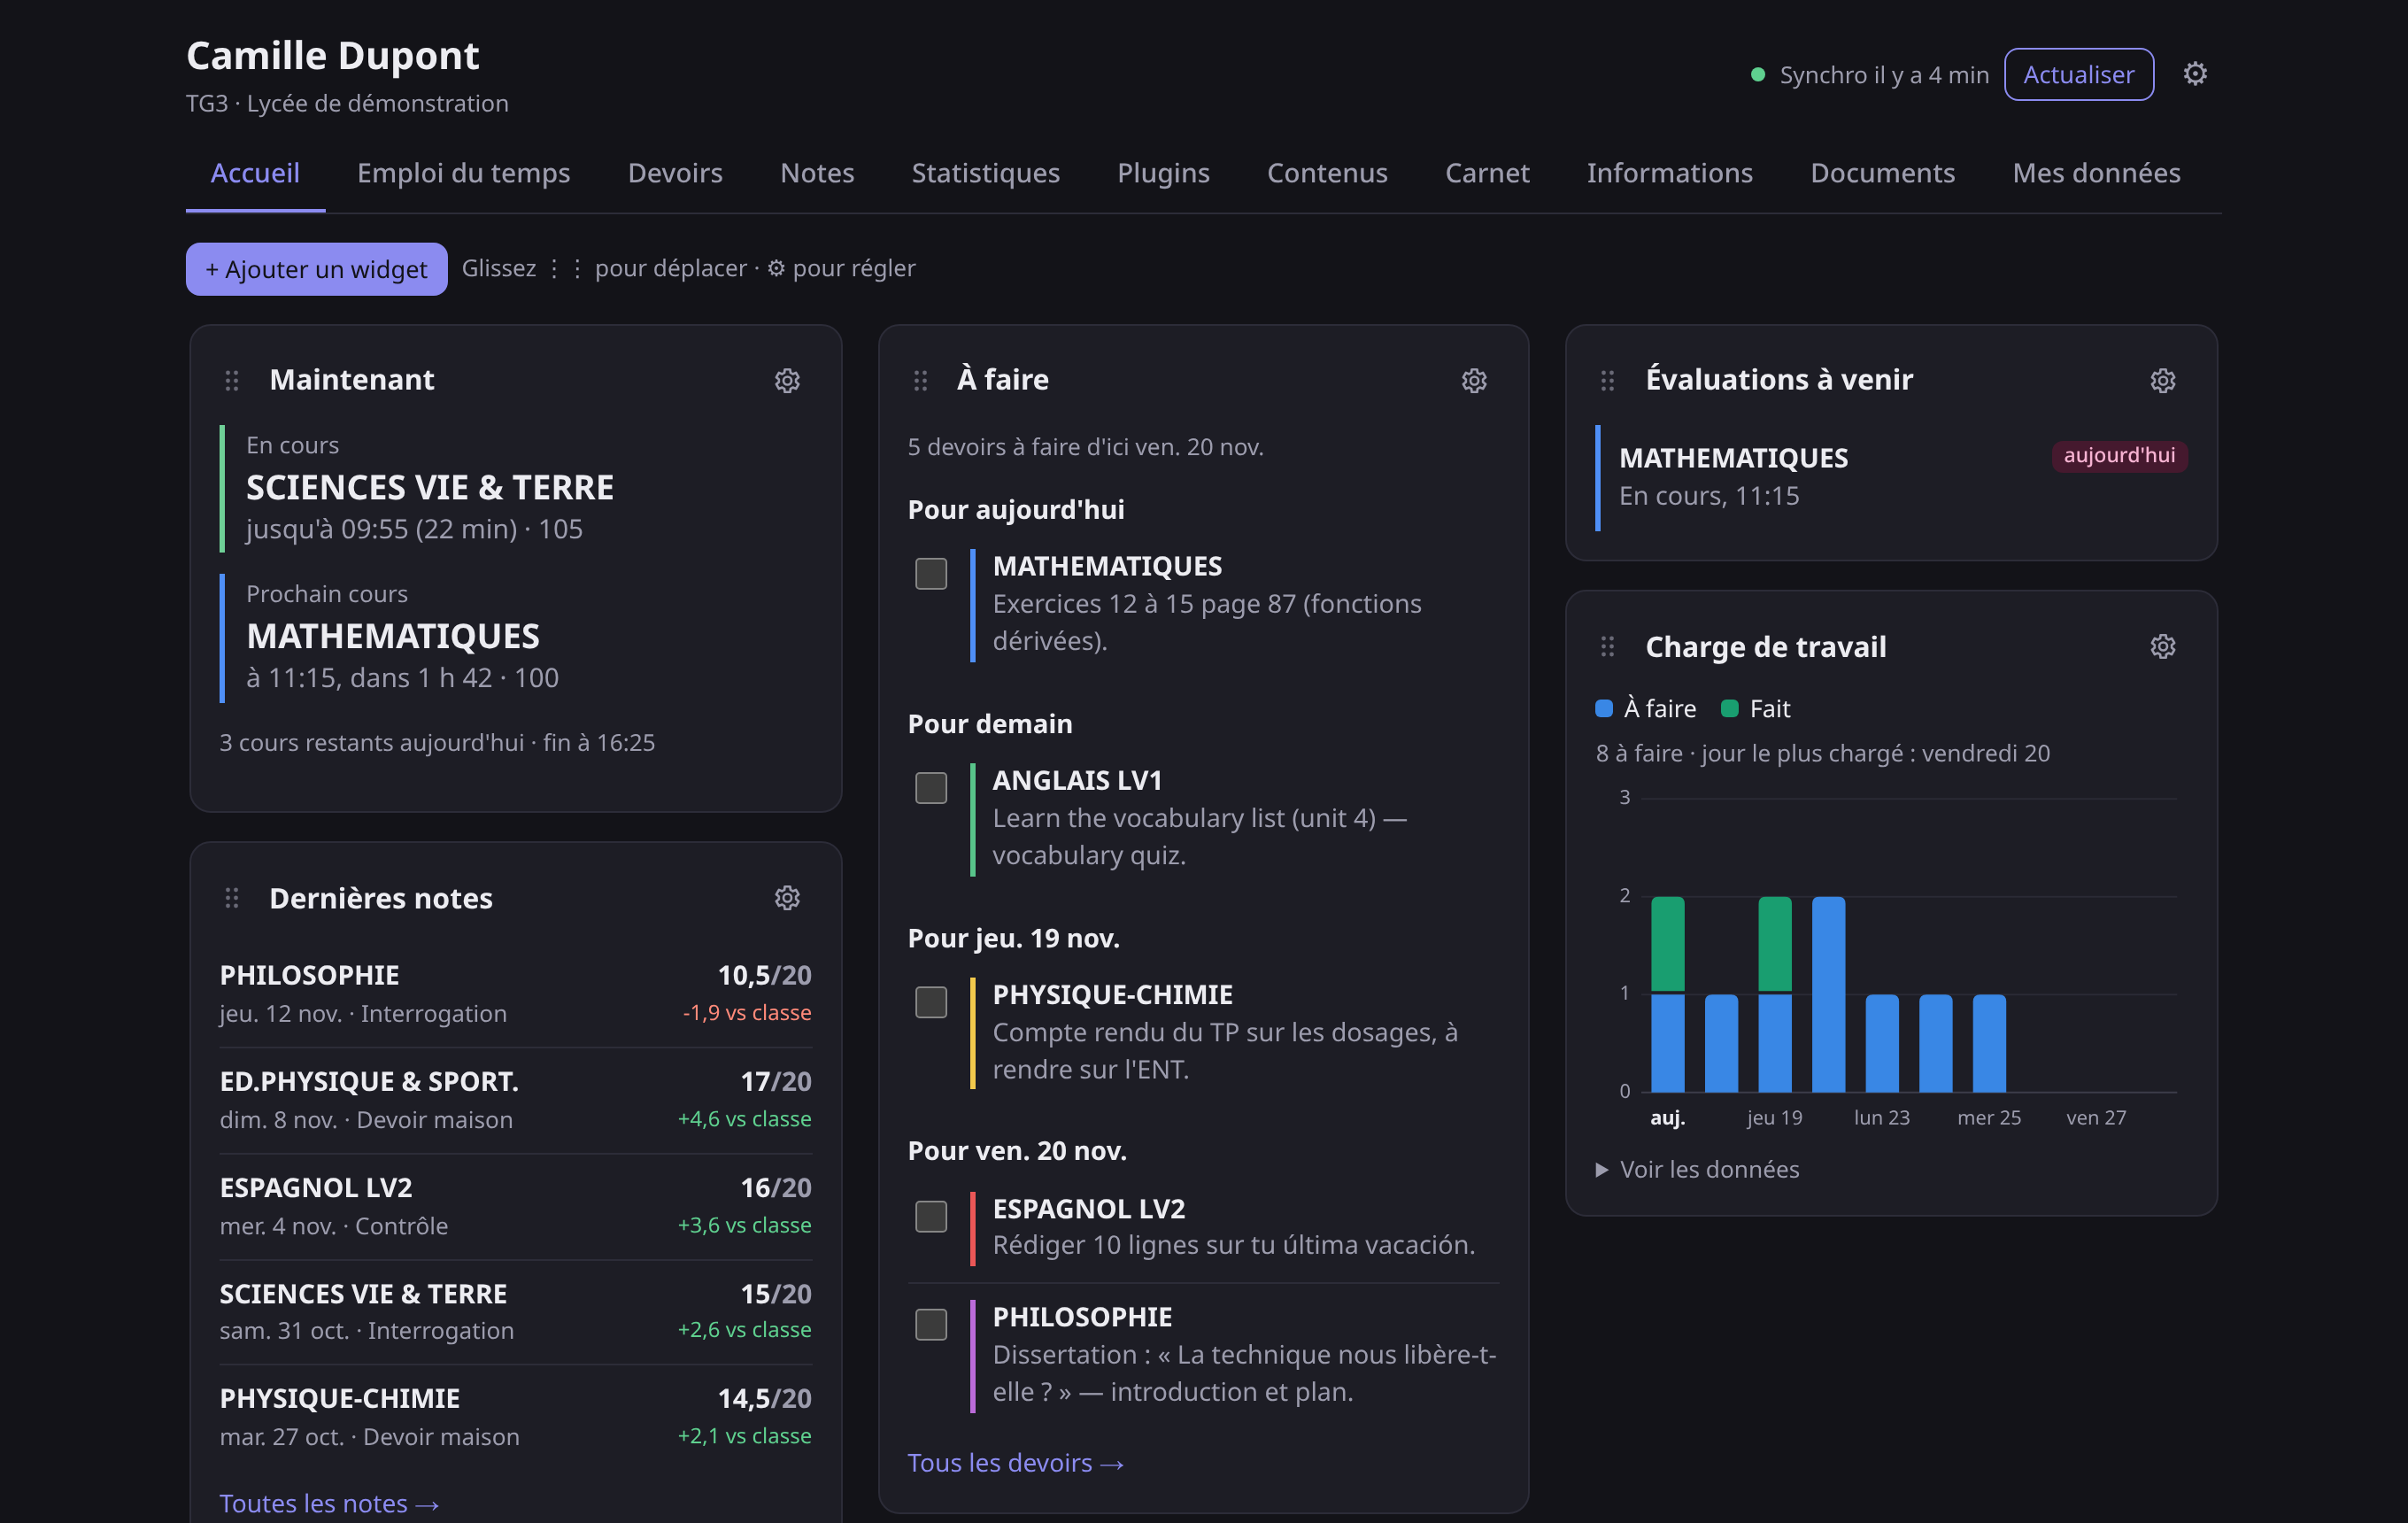 Camille Dupont
TG3 · Lycée de démonstration
Synchro il y a 4 min
Actualiser
Accueil
Emploi du temps
Devoirs
Notes
Statistiques
Plugins
Contenus
Carnet
Informations
Documents
Mes données
+ Ajouter un widget
Glissez ⋮⋮ pour déplacer · ⚙ pour régler
Maintenant
En cours
SCIENCES VIE & TERRE
jusqu'à 09:55 (22 min) · 105
Prochain cours
MATHEMATIQUES
à 11:15, dans 1 h 42 · 100
3 cours restants aujourd'hui · fin à 16:25
Dernières notes
PHILOSOPHIE
10,5/20
jeu. 12 nov. · Interrogation
-1,9 vs classe
ED.PHYSIQUE & SPORT.
17/20
dim. 8 nov. · Devoir maison
+4,6 vs classe
ESPAGNOL LV2
16/20
mer. 4 nov. · Contrôle
+3,6 vs classe
SCIENCES VIE & TERRE
15/20
sam. 31 oct. · Interrogation
+2,6 vs classe
PHYSIQUE-CHIMIE
14,5/20
mar. 27 oct. · Devoir maison
+2,1 vs classe
Toutes les notes →
À faire
5 devoirs à faire d'ici ven. 20 nov.
Pour aujourd'hui
MATHEMATIQUES
Exercices 12 à 15 page 87 (fonctions
dérivées).
Pour demain
ANGLAIS LV1
Learn the vocabulary list (unit 4) —
vocabulary quiz.
Pour jeu. 19 nov.
PHYSIQUE-CHIMIE
Compte rendu du TP sur les dosages, à
rendre sur l'ENT.
Pour ven. 20 nov.
ESPAGNOL LV2
Rédiger 10 lignes sur tu última vacación.
PHILOSOPHIE
Dissertation : « La technique nous libère-t-
elle ? » — introduction et plan.
Tous les devoirs →
Évaluations à venir
MATHEMATIQUES
aujourd'hui
En cours, 11:15
Charge de travail
À faire
Fait
8 à faire · jour le plus chargé : vendredi 20
3
2
1
0
auj.
jeu 19
lun 23
mer 25
ven 27
Voir les données